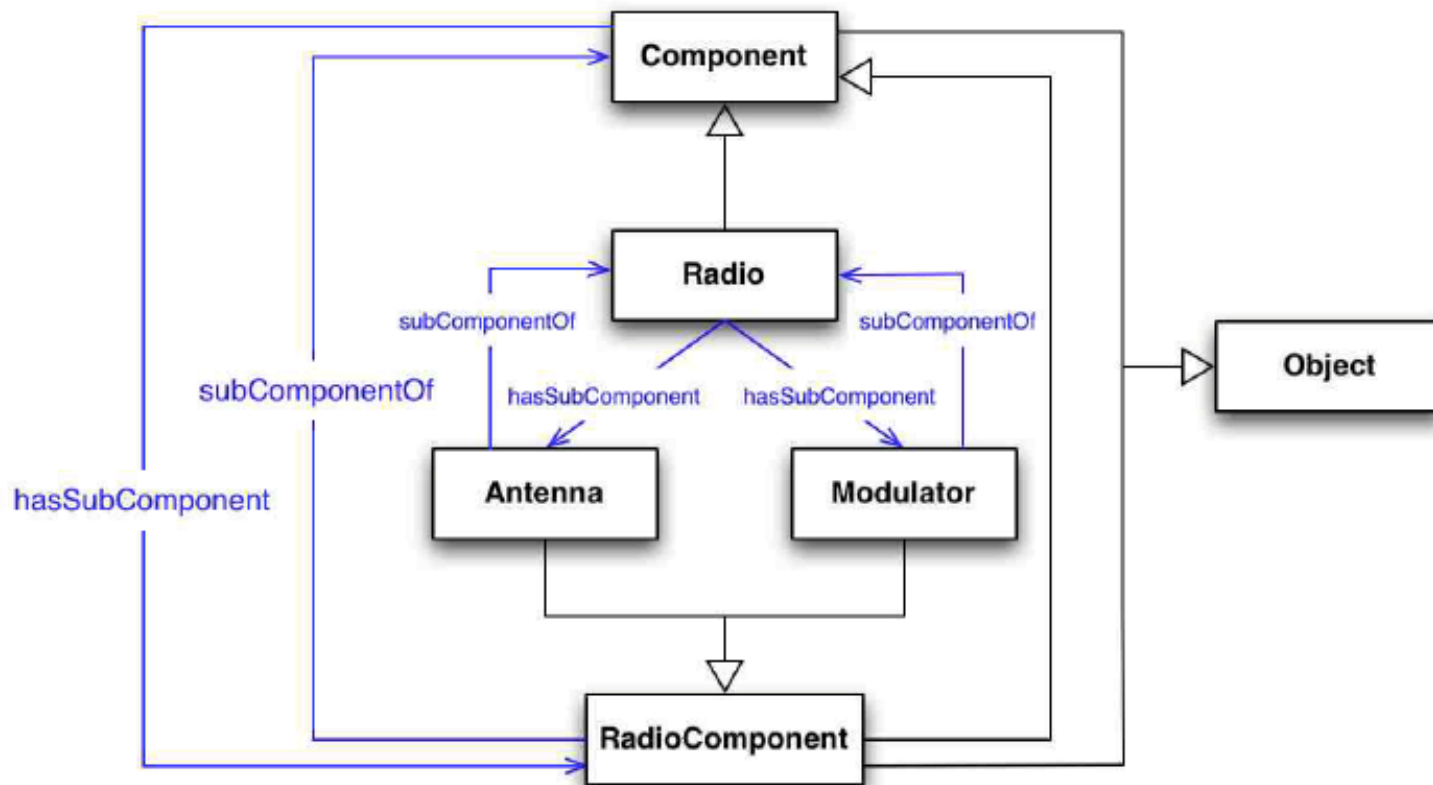 Component
Radio
subComponentOf
subComponentOf
Object
subComponentOf
hasSubComponent
hasSubComponent
Antenna
Modulator
hasSubComponent
RadioComponent